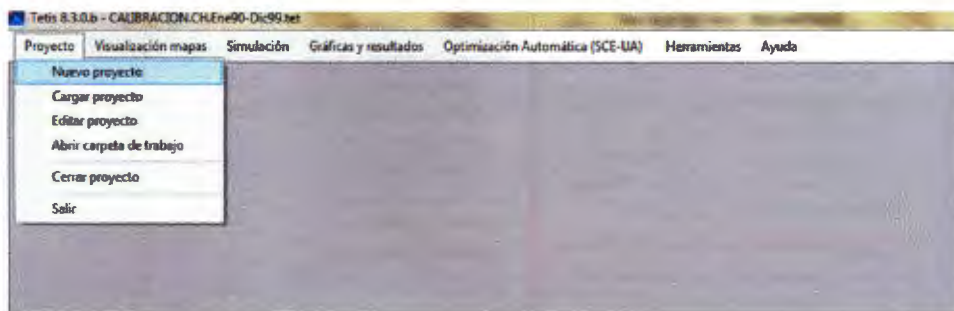 Tetis 8.3.0.b - CALIBRACION.CH.Ene90-Dic99.tet
Proyecto Visualización mapas Simulación Gráficas y resultados Optimización Automática (SCE-UA) Herramientas Ayuda
Nuevo proyecto
Cargar proyecto
Editar proyecto
Abrir carpeta de trabajo
Cerrar proyecto
Salir